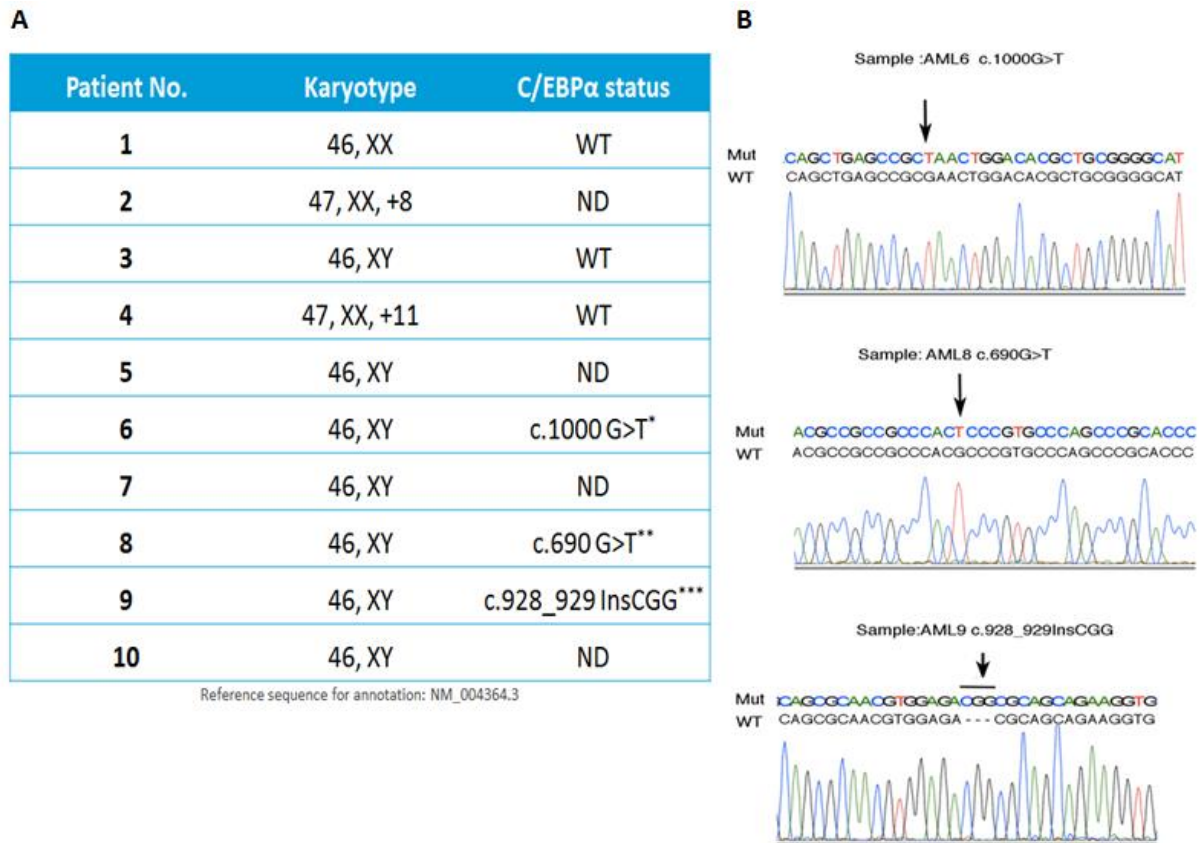 A
Patient No. Karyotype C/EBPα status
1 46, XX WT
2 47, XX, +8 ND
3 46, XY WT
4 47, XX, +11 WT
5 46, XY ND
6 46, XY c.1000 G>T*
7 46, XY ND
8 46, XY c.690 G>T**
9 46, XY c.928_929 InsCGG***
10 46, XY ND
Reference sequence for annotation: NM_004364.3
B
Sample :AML6 c.1000G>T
Mut CAGCTGAGCCGCTAACTGGACACGCTGCGGGGCAT
WT CAGCTGAGCCGCGAACTGGACACGCTGCGGGGCAT
Sample: AML8 c.690G>T
Mut ACGCCGCCGCCCACTCCCGTGCCCAGCCCGCACCC
WT ACGCCGCCGCCCACGCCCGTGCCCAGCCCGCACCC
Sample:AML9 c.928_929InsCGG
Mut CAGCGCAACGTGGAGACGGCGCAGCAGAAGGTG
WT CAGCGCAACGTGGAGA---CGCAGCAGAAGGTG